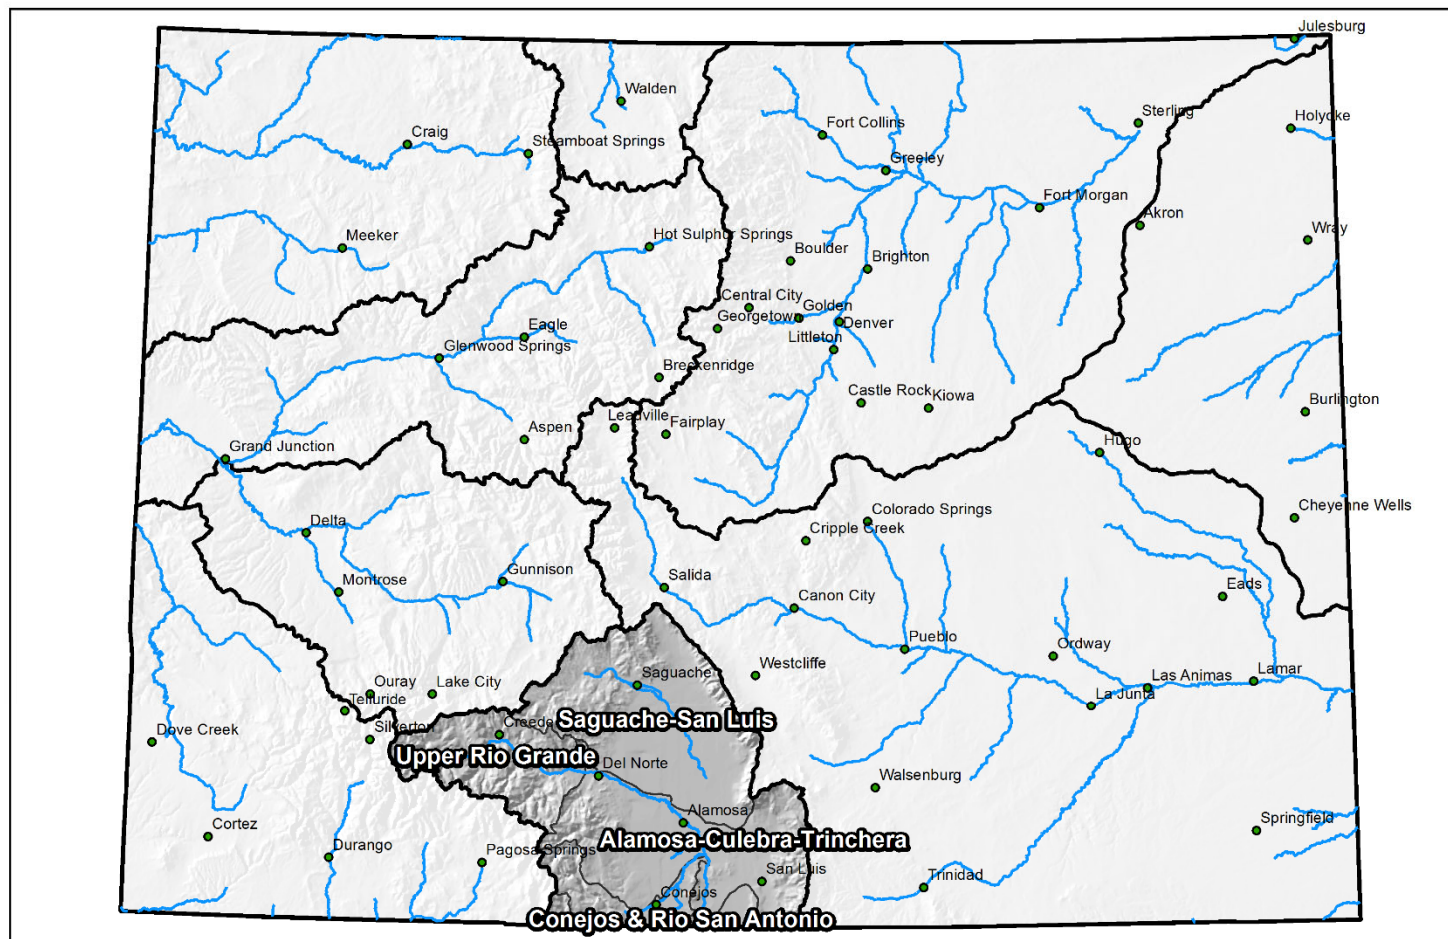 Julesburg
Walden
Sterling
Holyoke
Fort Collins
Craig
Steamboat Springs
Greeley
Fort Morgan
Akron
Wray
Meeker
Hot Sulphur Springs
Boulder
Brighton
Central City
Golden
Georgetown
Denver
Eagle
Littleton
Glenwood Springs
Breckenridge
Castle Rock
Kiowa
Burlington
Leadville
Fairplay
Aspen
Hugo
Grand Junction
Cheyenne Wells
Delta
Colorado Springs
Cripple Creek
Montrose
Gunnison
Salida
Canon City
Eads
Pueblo
Ordway
Westcliffe
Saguache
Las Animas
Lamar
Ouray
Lake City
La Junta
Telluride
Saguache-San Luis
Silverton
Creede
Dove Creek
Upper Rio Grande
Del Norte
Walsenburg
Alamosa
Springfield
Cortez
Alamosa-Culebra-Trinchera
Durango
Pagosa Springs
San Luis
Trinidad
Conejos
Conejos & Rio San Antonio